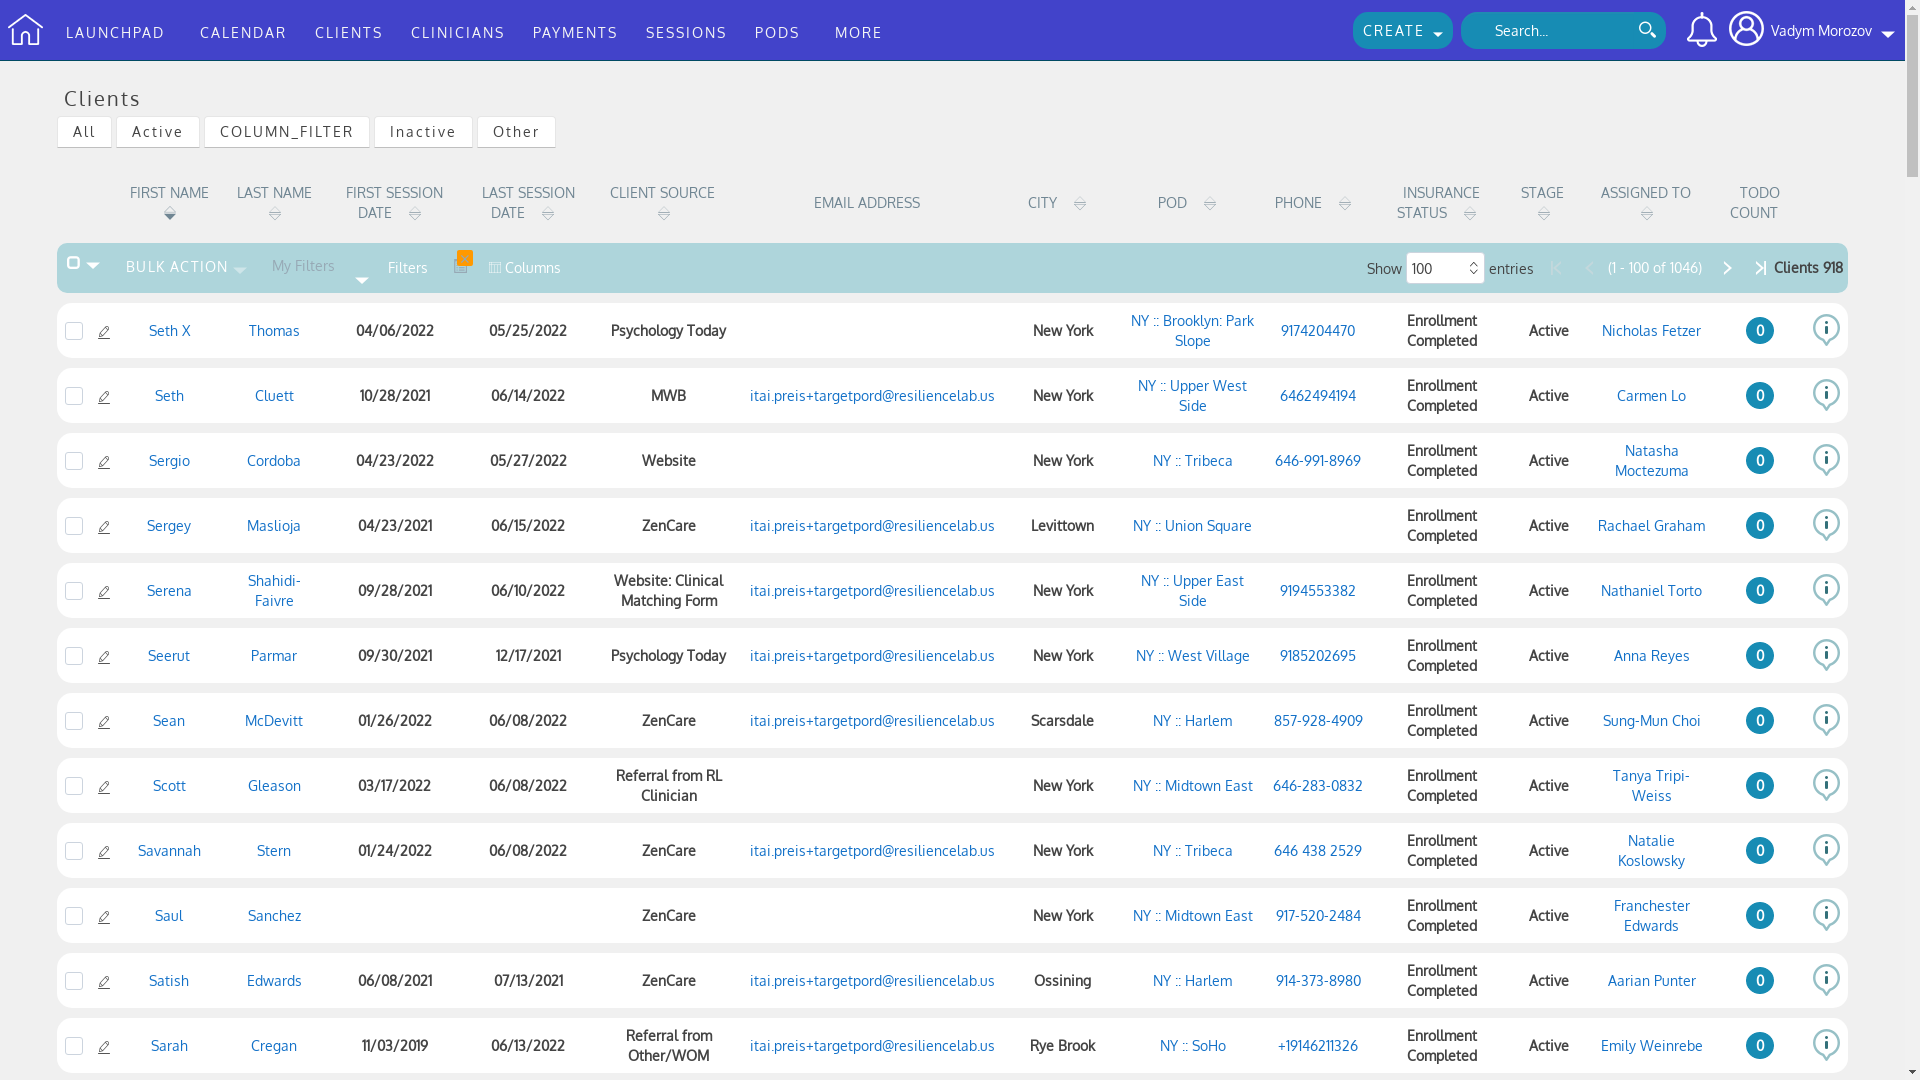 LAUNCHPAD CALENDAR CLIENTS CLINICIANS PAYMENTS SESSIONS PODS MORE CREATE Search... Vadym Morozov
Clients
All Active COLUMN_FILTER Inactive Other
FIRST NAME LAST NAME FIRST SESSION DATE LAST SESSION DATE CLIENT SOURCE EMAIL ADDRESS CITY POD PHONE INSURANCE STATUS STAGE ASSIGNED TO TODO COUNT
BULK ACTION My Filters Filters Columns Show 100 entries (1 - 100 of 1046) Clients 918
Seth X Thomas 04/06/2022 05/25/2022 Psychology Today New York NY :: Brooklyn: Park Slope 9174204470 Enrollment Completed Active Nicholas Fetzer 0
Seth Cluett 10/28/2021 06/14/2022 MWB itai.preis+targetpord@resiliencelab.us New York NY :: Upper West Side 6462494194 Enrollment Completed Active Carmen Lo 0
Sergio Cordoba 04/23/2022 05/27/2022 Website New York NY :: Tribeca 646-991-8969 Enrollment Completed Active Natasha Moctezuma 0
Sergey Maslioja 04/23/2021 06/15/2022 ZenCare itai.preis+targetpord@resiliencelab.us Levittown NY :: Union Square Enrollment Completed Active Rachael Graham 0
Serena Shahidi-Faivre 09/28/2021 06/10/2022 Website: Clinical Matching Form itai.preis+targetpord@resiliencelab.us New York NY :: Upper East Side 9194553382 Enrollment Completed Active Nathaniel Torto 0
Seerut Parmar 09/30/2021 12/17/2021 Psychology Today itai.preis+targetpord@resiliencelab.us New York NY :: West Village 9185202695 Enrollment Completed Active Anna Reyes 0
Sean McDevitt 01/26/2022 06/08/2022 ZenCare itai.preis+targetpord@resiliencelab.us Scarsdale NY :: Harlem 857-928-4909 Enrollment Completed Active Sung-Mun Choi 0
Scott Gleason 03/17/2022 06/08/2022 Referral from RL Clinician New York NY :: Midtown East 646-283-0832 Enrollment Completed Active Tanya Tripi-Weiss 0
Savannah Stern 01/24/2022 06/08/2022 ZenCare itai.preis+targetpord@resiliencelab.us New York NY :: Tribeca 646 438 2529 Enrollment Completed Active Natalie Koslowsky 0
Saul Sanchez ZenCare New York NY :: Midtown East 917-520-2484 Enrollment Completed Active Franchester Edwards 0
Satish Edwards 06/08/2021 07/13/2021 ZenCare itai.preis+targetpord@resiliencelab.us Ossining NY :: Harlem 914-373-8980 Enrollment Completed Active Aarian Punter 0
Sarah Cregan 11/03/2019 06/13/2022 Referral from Other/WOM itai.preis+targetpord@resiliencelab.us Rye Brook NY :: SoHo +19146211326 Enrollment Completed Active Emily Weinrebe 0